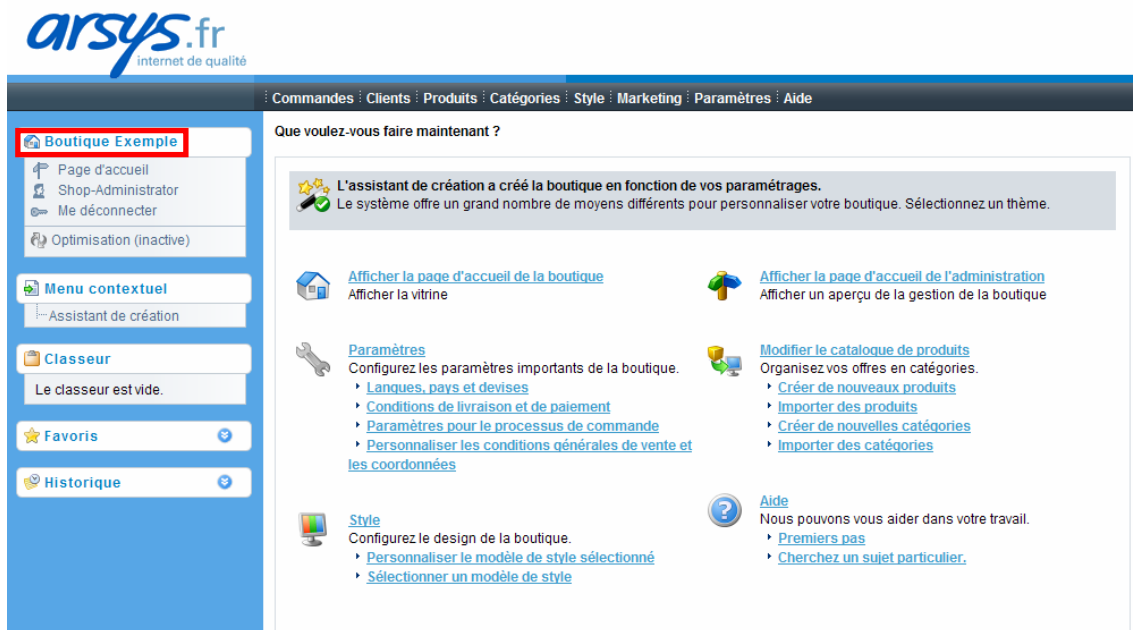 arsys.fr
internet de qualité
Commandes Clients Produits Catégories Style Marketing Paramètres Aide
Boutique Exemple
Page d'accueil
Shop-Administrator
Me déconnecter
Optimisation (inactive)
Menu contextuel
Assistant de création
Classeur
Le classeur est vide.
Favoris
Historique
Que voulez-vous faire maintenant ?
L'assistant de création a créé la boutique en fonction de vos paramétrages.
Le système offre un grand nombre de moyens différents pour personnaliser votre boutique. Sélectionnez un thème.
Afficher la page d'accueil de la boutique
Afficher la vitrine
Afficher la page d'accueil de l'administration
Afficher un aperçu de la gestion de la boutique
Paramètres
Configurez les paramètres importants de la boutique.
Langues, pays et devises
Conditions de livraison et de paiement
Paramètres pour le processus de commande
Personnaliser les conditions générales de vente et
les coordonnées
Modifier le catalogue de produits
Organisez vos offres en catégories.
Créer de nouveaux produits
Importer des produits
Créer de nouvelles catégories
Importer des catégories
Style
Configurez le design de la boutique.
Personnaliser le modèle de style sélectionné
Sélectionner un modèle de style
Aide
Nous pouvons vous aider dans votre travail.
Premiers pas
Cherchez un sujet particulier.